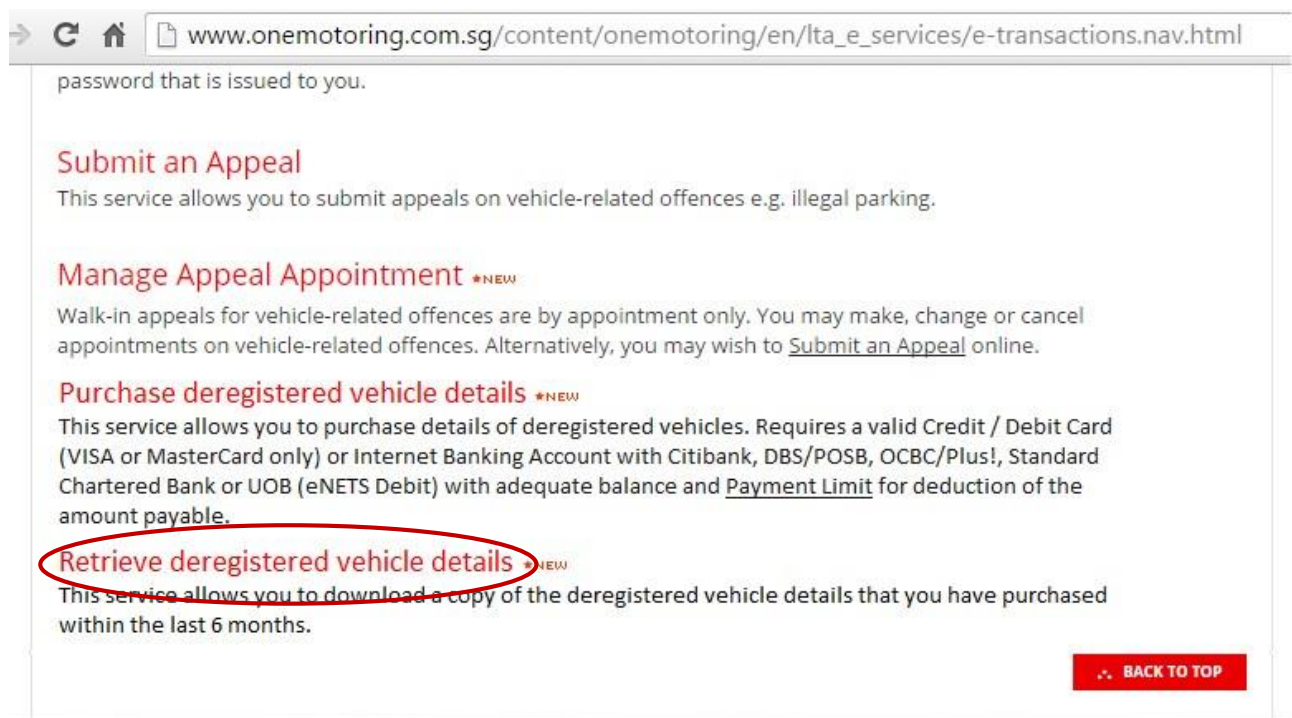 www.onemotoring.com.sg/content/onemotoring/en/lta_e_services/e-transactions.nav.html
password that is issued to you.
Submit an Appeal
This service allows you to submit appeals on vehicle-related offences e.g. illegal parking.
Manage Appeal Appointment *NEW
Walk-in appeals for vehicle-related offences are by appointment only. You may make, change or cancel
appointments on vehicle-related offences. Alternatively, you may wish to Submit an Appeal online.
Purchase deregistered vehicle details *NEW
This service allows you to purchase details of deregistered vehicles. Requires a valid Credit / Debit Card
(VISA or MasterCard only) or Internet Banking Account with Citibank, DBS/POSB, OCBC/Plus!, Standard
Chartered Bank or UOB (eNETS Debit) with adequate balance and Payment Limit for deduction of the
amount payable.
Retrieve deregistered vehicle details *NEW
This service allows you to download a copy of the deregistered vehicle details that you have purchased
within the last 6 months.
BACK TO TOP